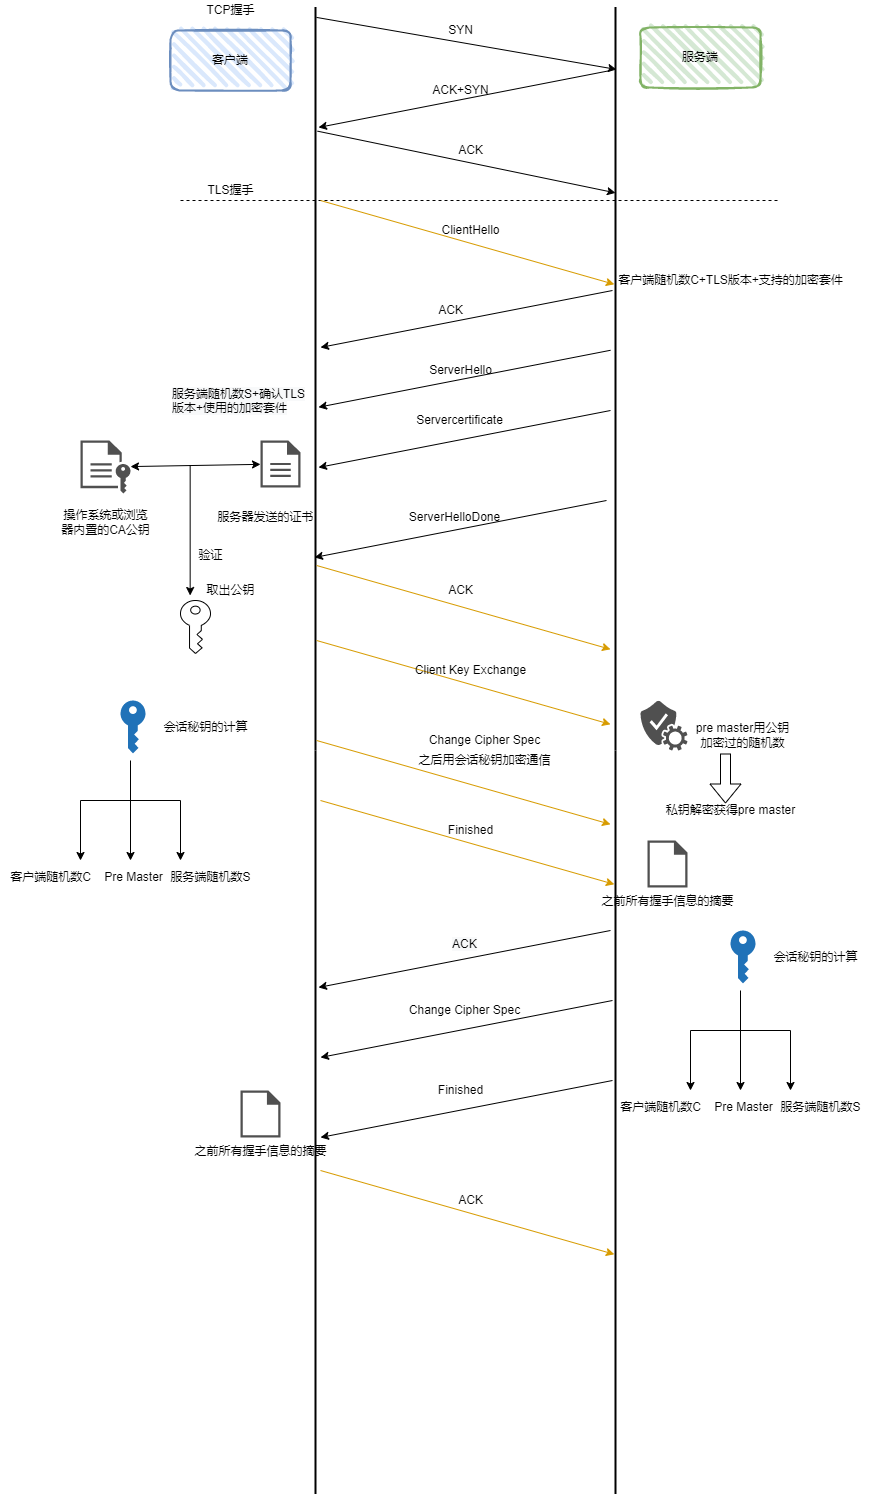 TCP握手
SYN
客户端
服务端
ACK+SYN
ACK
TLS握手
ClientHello
客户端随机数C+TLS版本+支持的加密套件
ACK
ServerHello
服务端随机数S+确认TLS
版本+使用的加密套件
Servercertificate
操作系统或浏览
器内置的CA公钥
服务器发送的证书
ServerHelloDone
验证
取出公钥
ACK
Client Key Exchange
会话秘钥的计算
pre master用公钥
加密过的随机数
Change Cipher Spec
之后用会话秘钥加密通信
私钥解密获得pre master
Finished
客户端随机数C
Pre Master
服务端随机数S
之前所有握手信息的摘要
ACK
会话秘钥的计算
Change Cipher Spec
Finished
客户端随机数C
Pre Master
服务端随机数S
之前所有握手信息的摘要
ACK